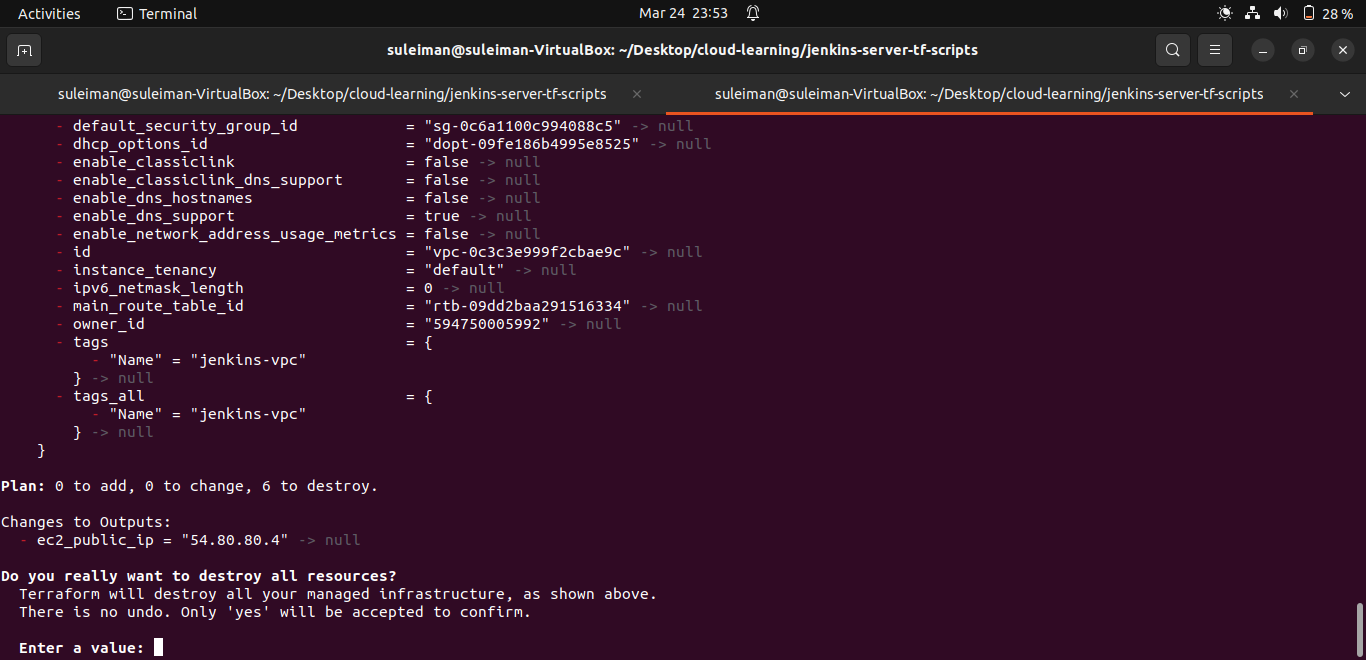 Activities Terminal Mar 24 23:53 28 %
suleiman@suleiman-VirtualBox: ~/Desktop/cloud-learning/jenkins-server-tf-scripts
suleiman@suleiman-VirtualBox: ~/Desktop/cloud-learning/jenkins-server-tf-scripts × suleiman@suleiman-VirtualBox: ~/Desktop/cloud-learning/jenkins-server-tf-scripts ×
- default_security_group_id = "sg-0c6a1100c994088c5" -> null
- dhcp_options_id = "dopt-09fe186b4995e8525" -> null
- enable_classiclink = false -> null
- enable_classiclink_dns_support = false -> null
- enable_dns_hostnames = false -> null
- enable_dns_support = true -> null
- enable_network_address_usage_metrics = false -> null
- id = "vpc-0c3c3e999f2cbae9c" -> null
- instance_tenancy = "default" -> null
- ipv6_netmask_length = 0 -> null
- main_route_table_id = "rtb-09dd2baa291516334" -> null
- owner_id = "594750005992" -> null
- tags = {
- "Name" = "jenkins-vpc"
} -> null
- tags_all = {
- "Name" = "jenkins-vpc"
} -> null
}
Plan: 0 to add, 0 to change, 6 to destroy.
Changes to Outputs:
- ec2_public_ip = "54.80.80.4" -> null
Do you really want to destroy all resources?
Terraform will destroy all your managed infrastructure, as shown above.
There is no undo. Only 'yes' will be accepted to confirm.
Enter a value: